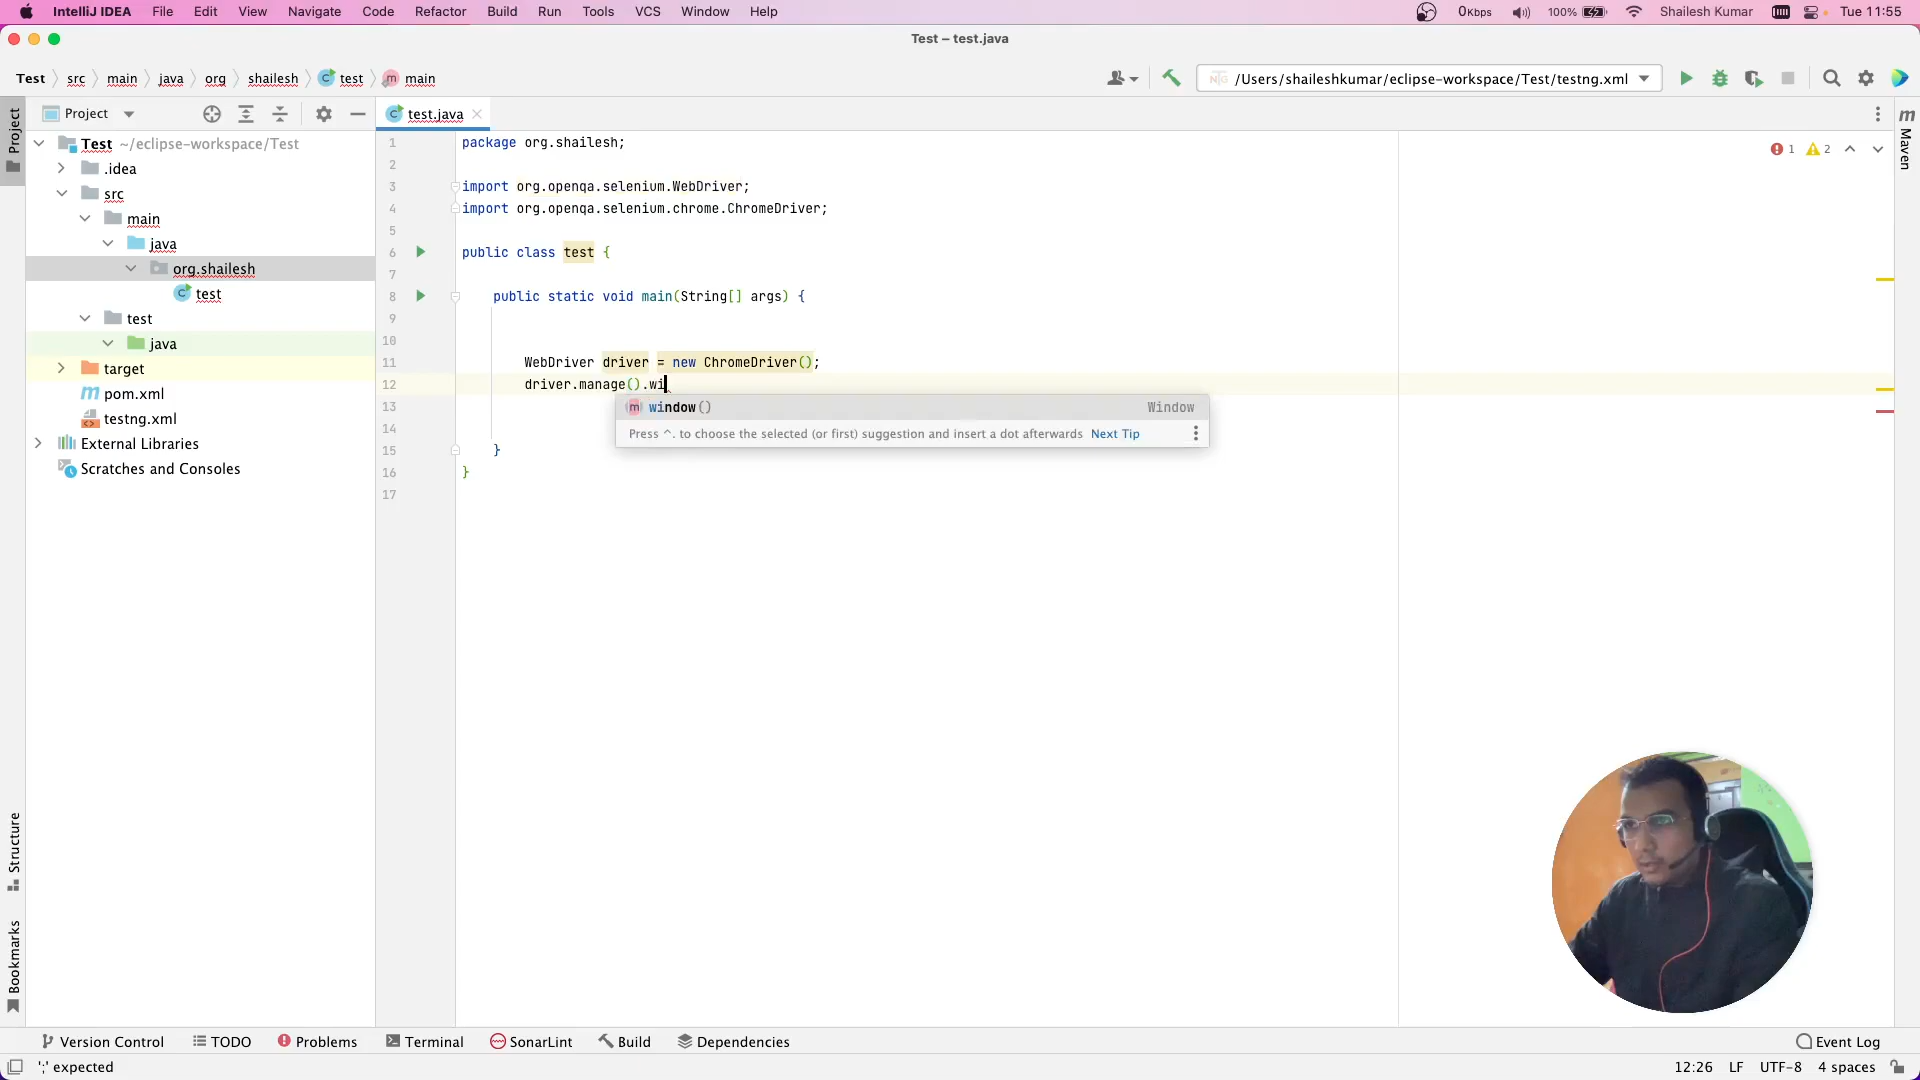 IntelliJ IDEA File Edit View Navigate Code Refactor Build Run Tools VCS Window Help 0Kbps 100% Shailesh Kumar Tue 11:55
Test – test.java
Test src main java org shailesh test main /Users/shaileshkumar/eclipse-workspace/Test/testng.xml
Project
test.java
Project
Maven
Structure
Bookmarks
Test ~/eclipse-workspace/Test
.idea
src
main
java
org.shailesh
test
test
java
target
pom.xml
testng.xml
External Libraries
Scratches and Consoles
1 package org.shailesh;
2
3 import org.openqa.selenium.WebDriver;
4 import org.openqa.selenium.chrome.ChromeDriver;
5
6 public class test {
7
8 public static void main(String[] args) {
9
10
11 WebDriver driver = new ChromeDriver();
12 driver.manage().wi
13
14
15 }
16 }
17
1 2
window() Window
Press ^. to choose the selected (or first) suggestion and insert a dot afterwards Next Tip
Version Control TODO Problems Terminal SonarLint Build Dependencies Event Log
';' expected 12:26 LF UTF-8 4 spaces